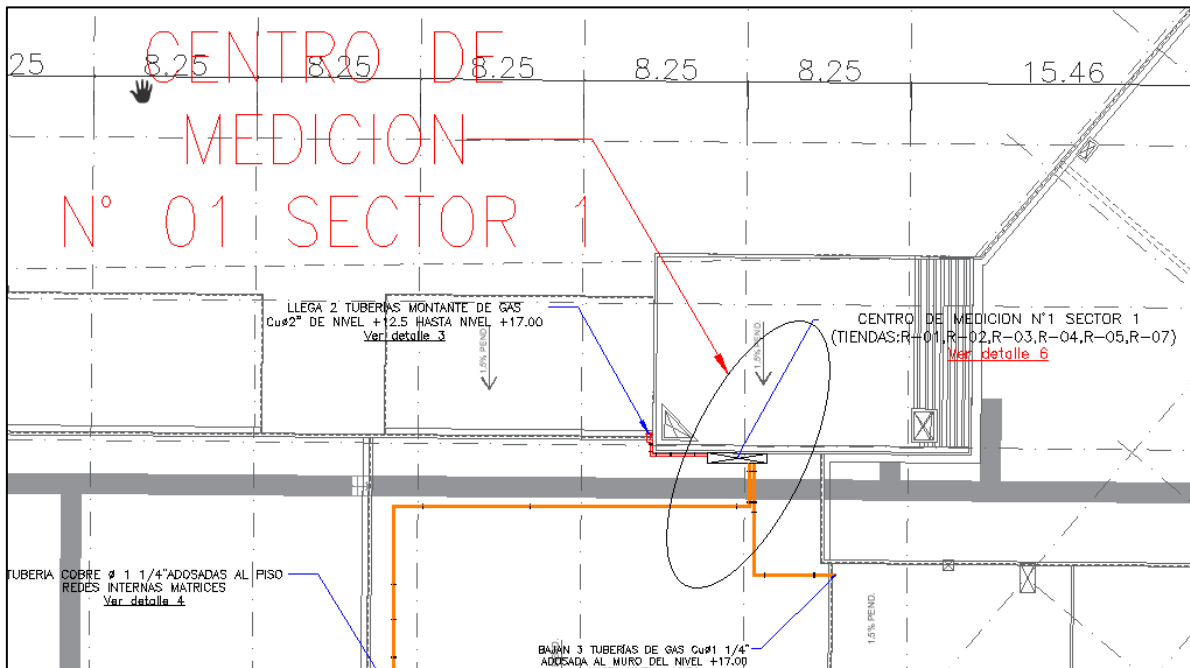 CENTRO DE
MEDICION
N° 01 SECTOR 1
25 8.25 8.25 8.25 8.25 8.25 15.46
LLEGA 2 TUBERÍAS MONTANTE DE GAS
Cuø2" DE NIVEL +12.5 HASTA NIVEL +17.00
Ver detalle 3
1.5% PEND.
1.5% PEND.
CENTRO DE MEDICION N°1 SECTOR 1
(TIENDAS:R-01,R-02,R-03,R-04,R-05,R-07)
Ver detalle 6
TUBERIA COBRE ø 1 1/4"ADOSADAS AL PISO
REDES INTERNAS MATRICES
Ver detalle 4
BAJAN 3 TUBERÍAS DE GAS Cuø1 1/4"
ADOSADA AL MURO DEL NIVEL +17.00
PEND.
1.5% PEND.